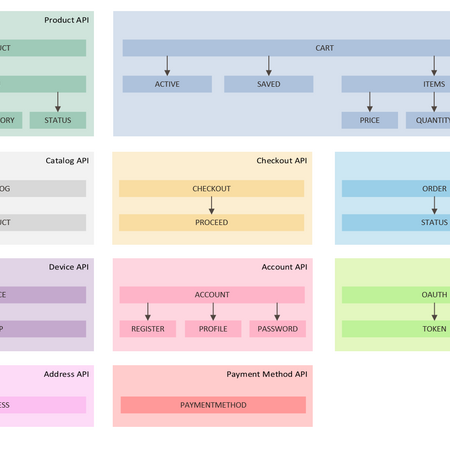 Product API
UCT
CART
ACTIVE
SAVED
ITEMS
ORY
STATUS
PRICE
QUANTITY
Catalog API
Checkout API
OG
CHECKOUT
ORDER
UCT
PROCEED
STATUS
Device API
Account API
CE
ACCOUNT
OAUTH
P
REGISTER
PROFILE
PASSWORD
TOKEN
Address API
Payment Method API
ESS
PAYMENTMETHOD